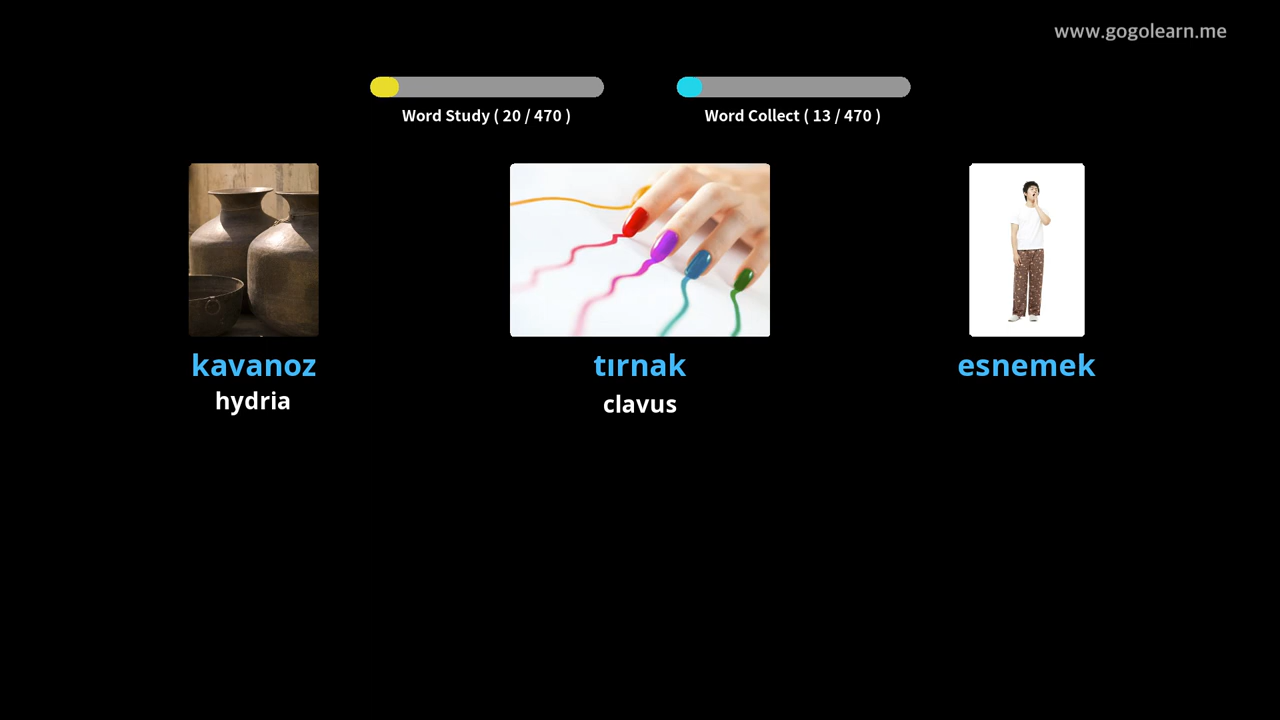 www.gogolearn.me
Word Study ( 20 / 470 )
Word Collect ( 13 / 470 )
kavanoz
hydria
tırnak
clavus
esnemek